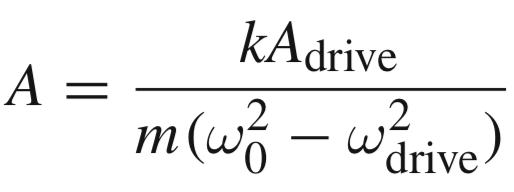 A = kA_drive / m(ω_0^2 − ω_drive^2)